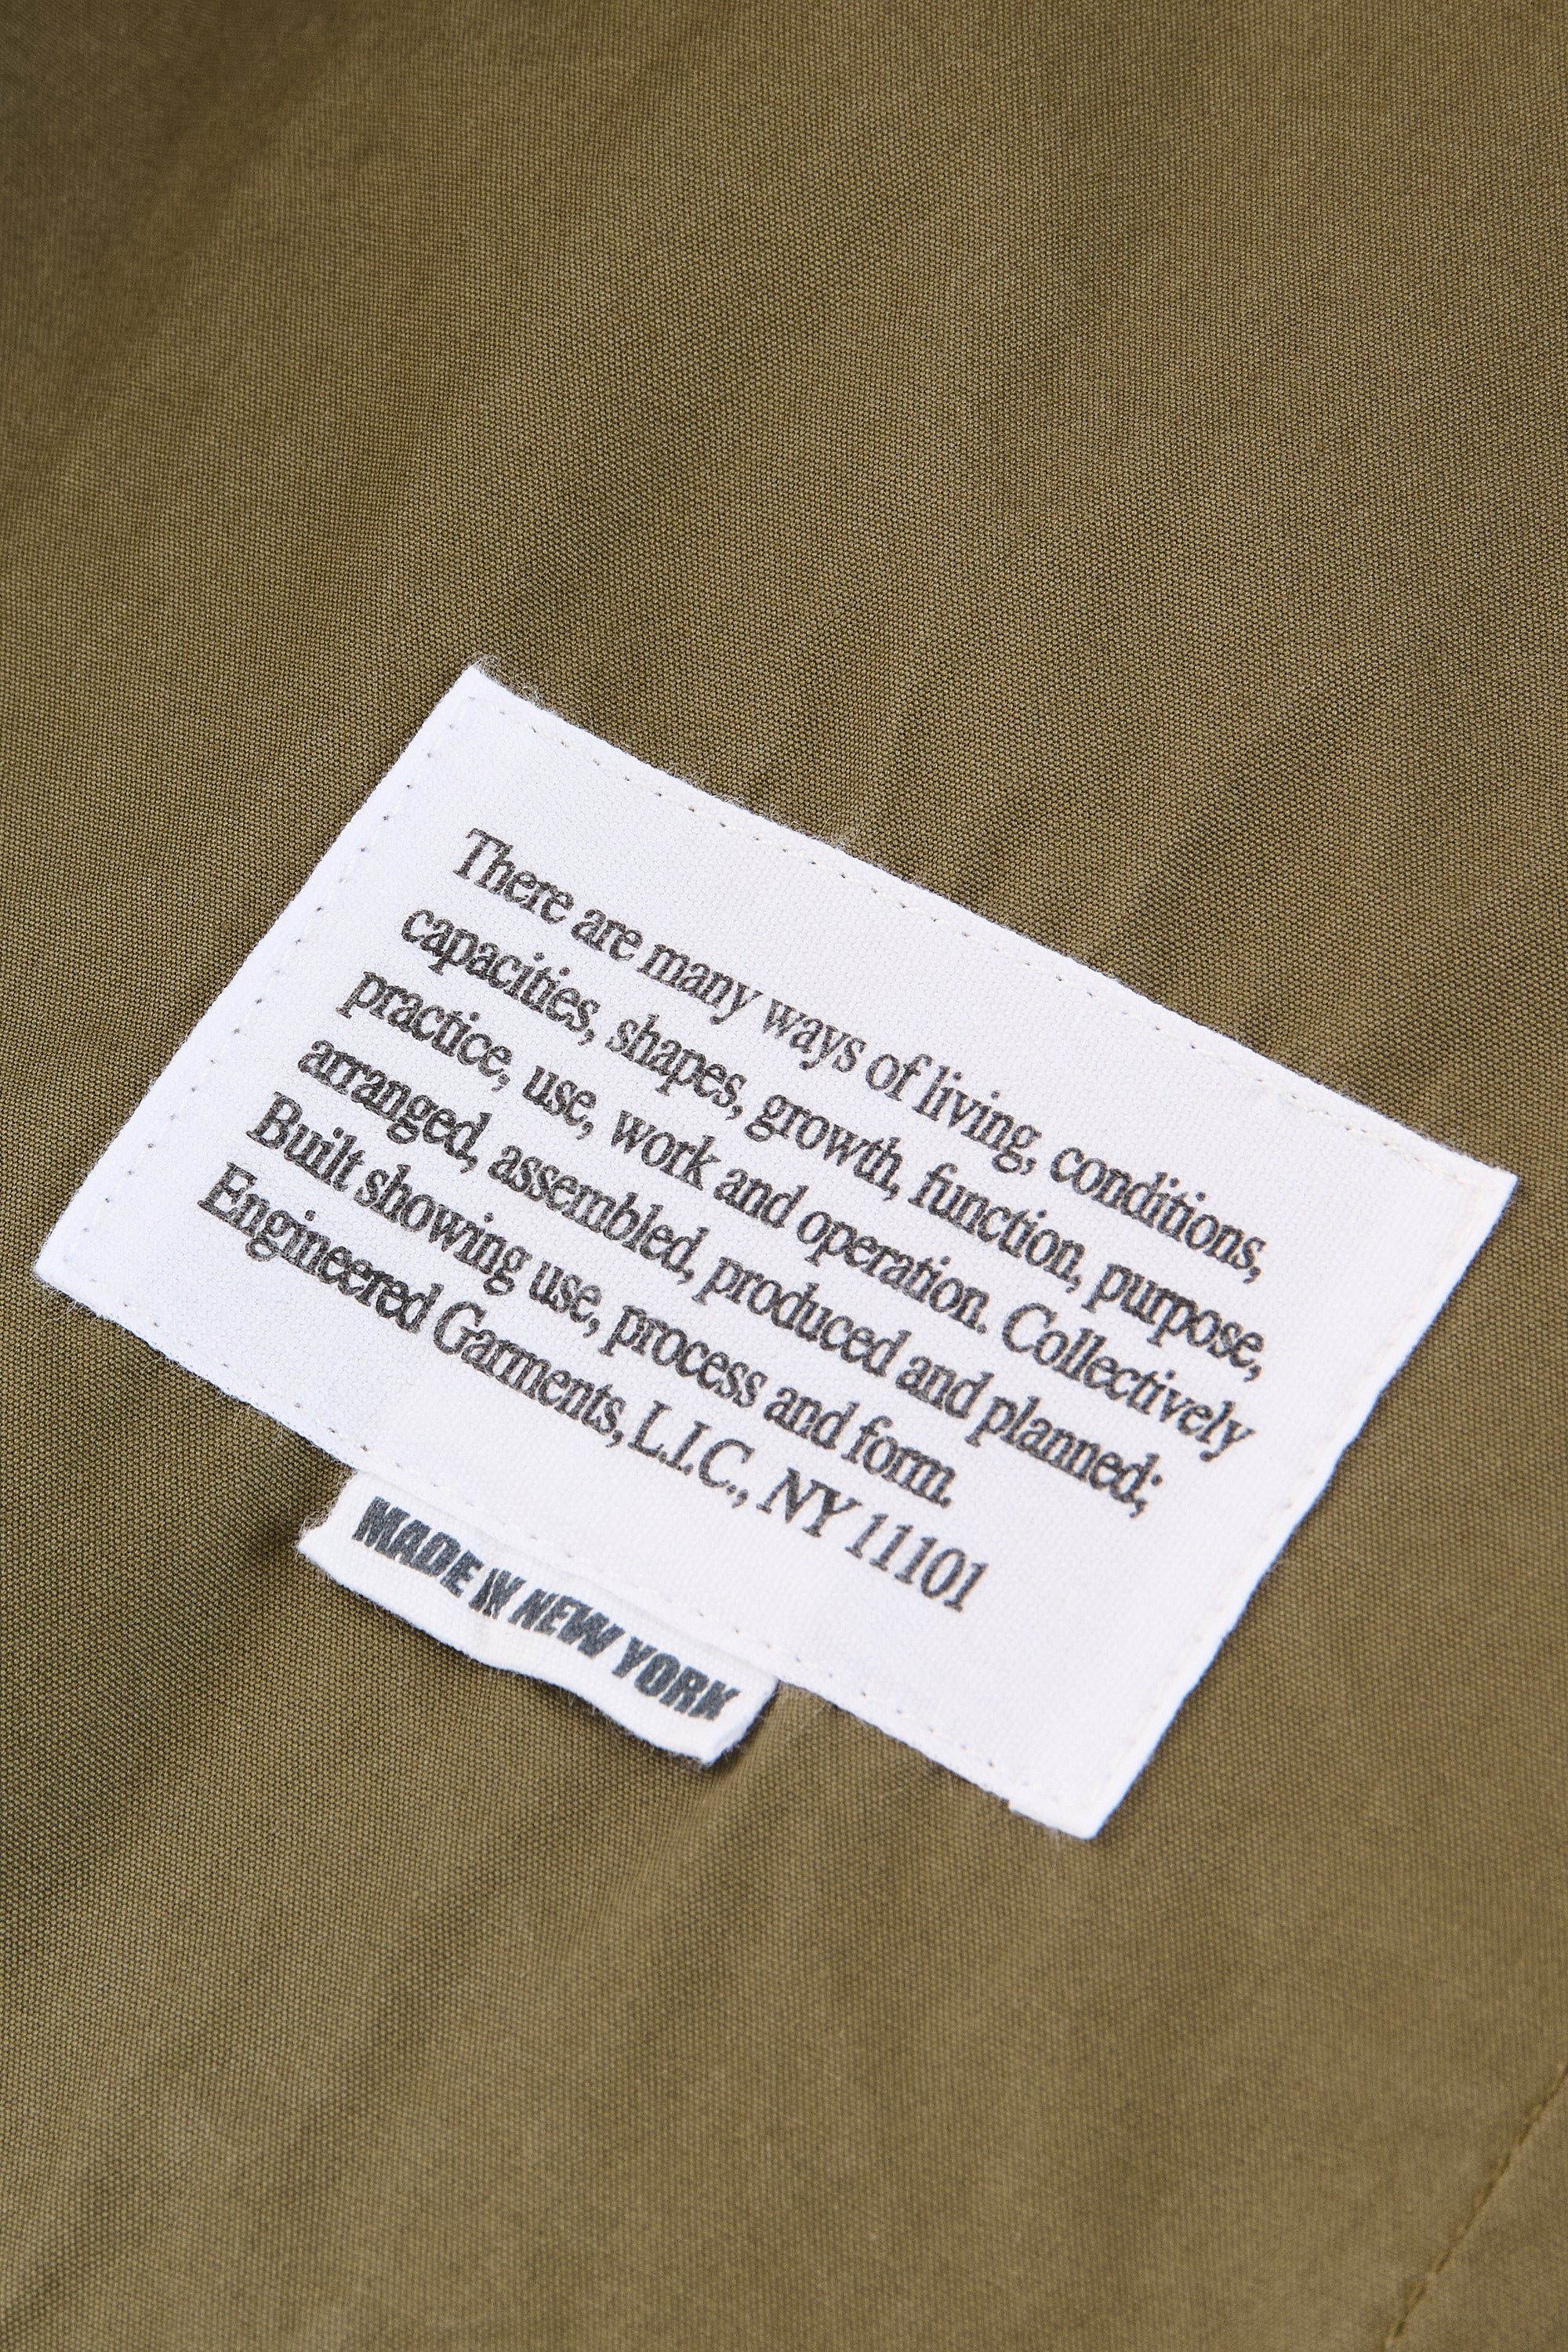 There are many ways of living, conditions,
capacities, shapes, growth, function, purpose,
practice, use, work and operation. Collectively
arranged, assembled, produced and planned;
Built showing use, process and form.
Engineered Garments, L.I.C., NY 11101
MADE IN NEW YORK